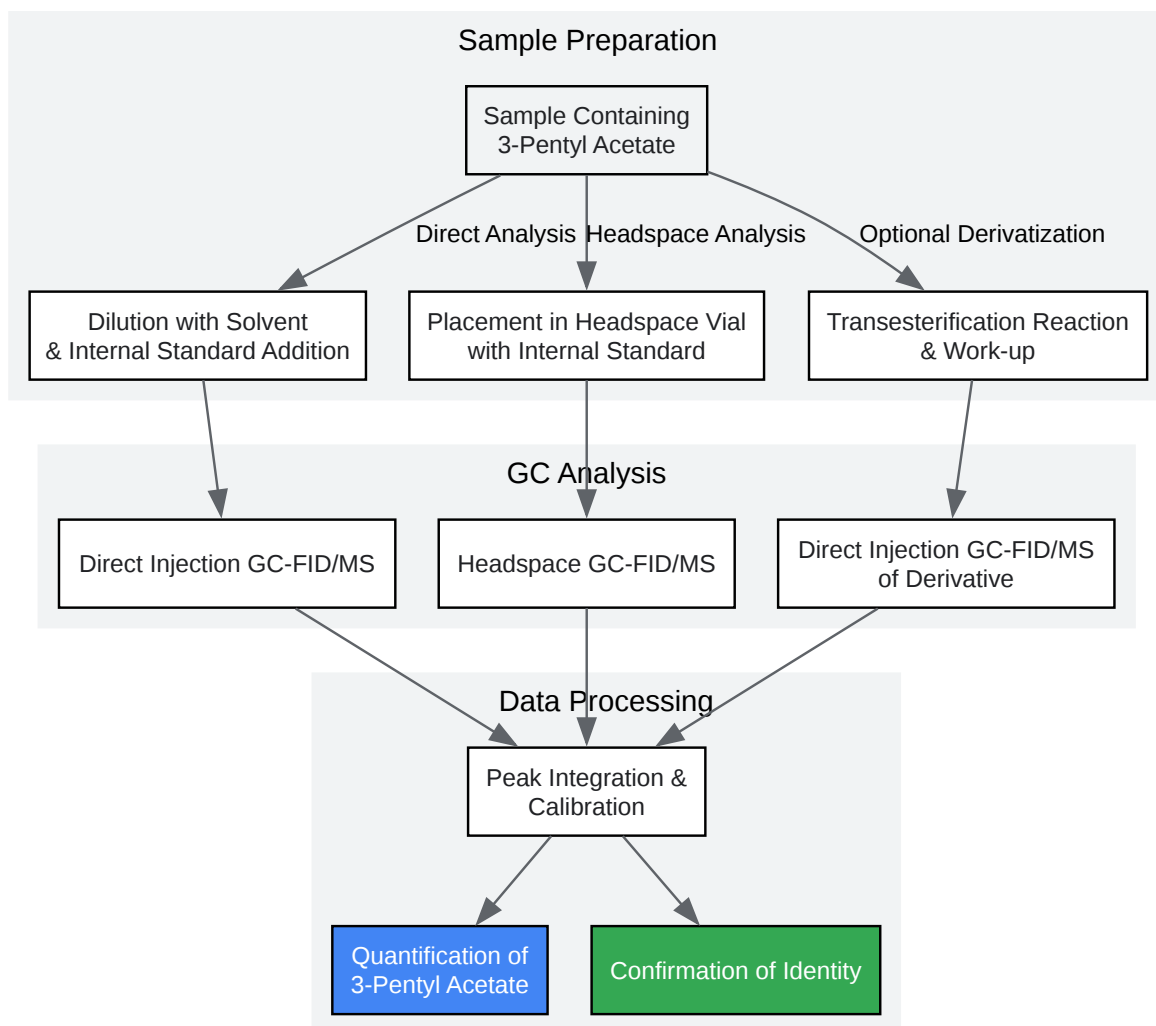 Sample Preparation
Sample Containing
3-Pentyl Acetate
Direct Analysis
Headspace Analysis
Optional Derivatization
Dilution with Solvent
& Internal Standard Addition
Placement in Headspace Vial
with Internal Standard
Transesterification Reaction
& Work-up
GC Analysis
Direct Injection GC-FID/MS
Headspace GC-FID/MS
Direct Injection GC-FID/MS
of Derivative
Data Processing
Peak Integration &
Calibration
Quantification of
3-Pentyl Acetate
Confirmation of Identity